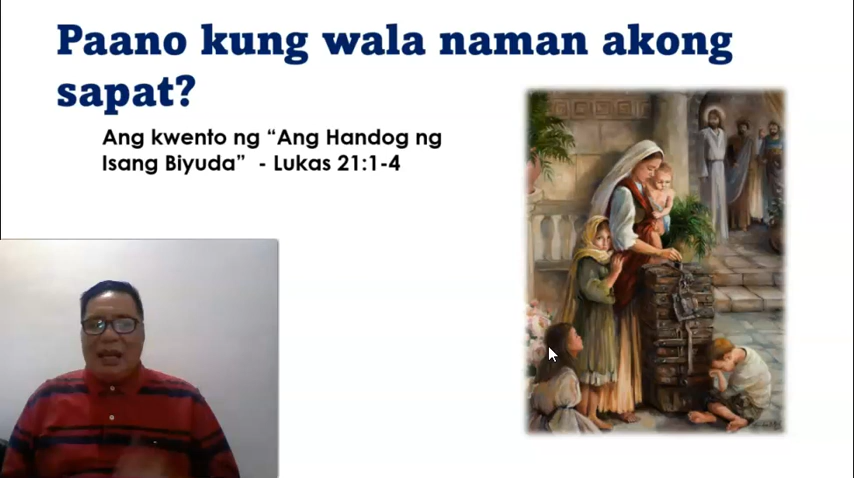 Paano kung wala naman akong
sapat?
Ang kwento ng “Ang Handog ng
Isang Biyuda”  - Lukas 21:1-4